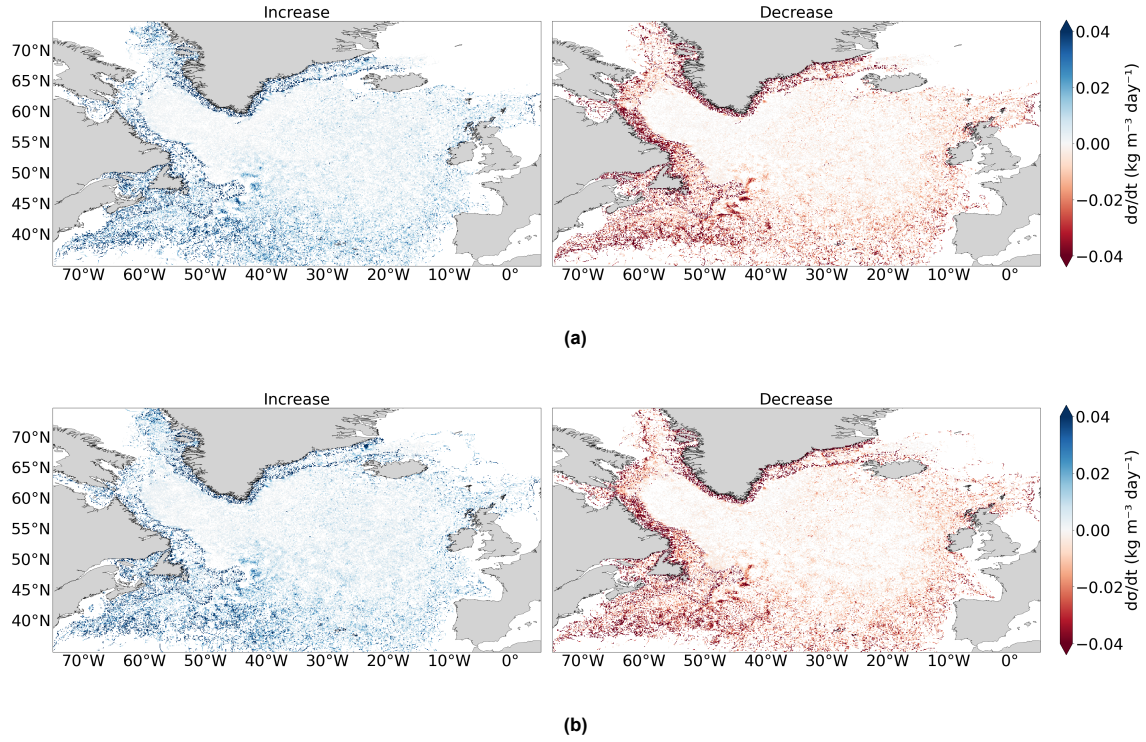 Increase Decrease
70°N
65°N
60°N
55°N
50°N
45°N
40°N
70°W 60°W 50°W 40°W 30°W 20°W 10°W 0° 70°W 60°W 50°W 40°W 30°W 20°W 10°W 0°
0.04
0.02
0.00
−0.02
−0.04
dσ/dt (kg m⁻³ day⁻¹)
(a)
Increase Decrease
70°N
65°N
60°N
55°N
50°N
45°N
40°N
70°W 60°W 50°W 40°W 30°W 20°W 10°W 0° 70°W 60°W 50°W 40°W 30°W 20°W 10°W 0°
0.04
0.02
0.00
−0.02
−0.04
dσ/dt (kg m⁻³ day⁻¹)
(b)